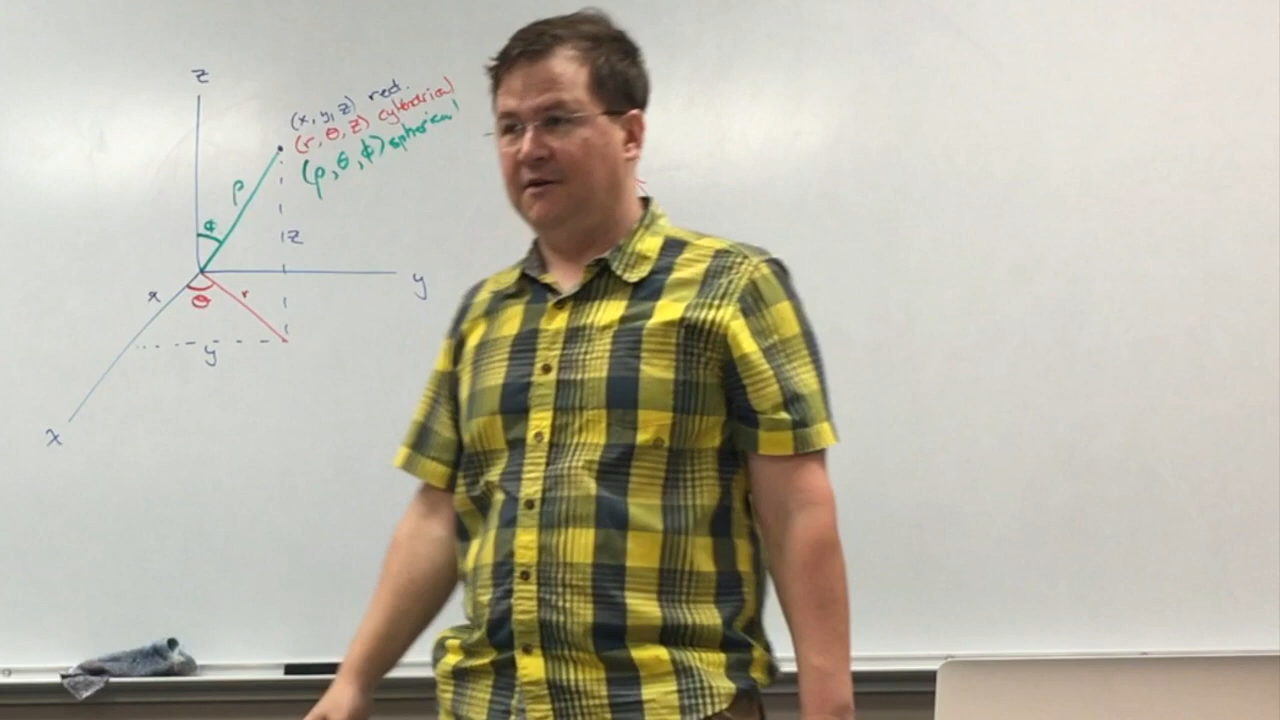 z
(x, y, z) rect.
(r, θ, z) cylindrical
(ρ, θ, ϕ) spherical
ρ
ϕ
z
y
x
θ
r
y
x